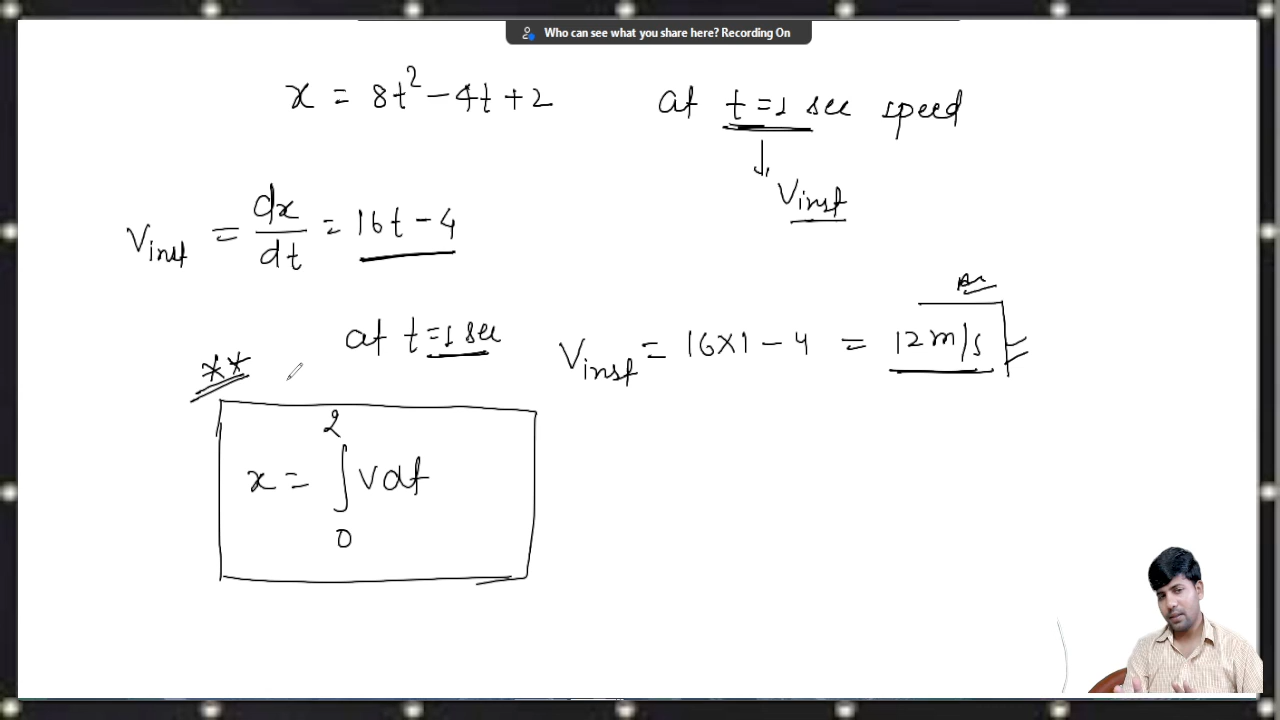 Who can see what you share here? Recording On
x = 8t² - 4t + 2
at t=1 sec speed
Vinst
Vinst = dx/dt = 16t - 4
at t=1 sec Vinst = 16×1 - 4 = 12 m/s
**
x = ∫₀² v dt